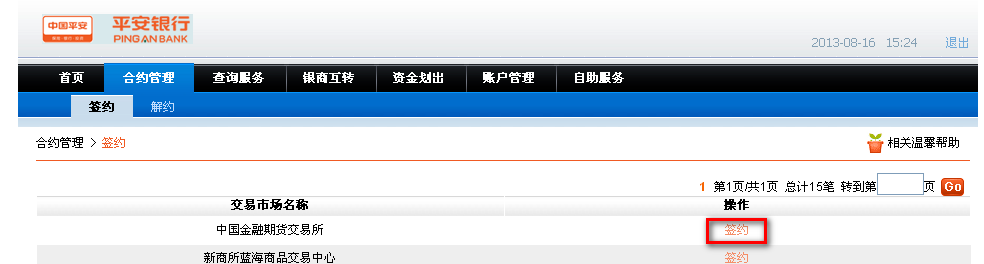 中国平安 平安银行
PING AN BANK
2013-08-16 15:24 退出
首页 合约管理 查询服务 银商互转 资金划出 账户管理 自助服务
签约 解约
合约管理 > 签约 相关温馨帮助
1 第1页/共1页 总计15笔 转到第 页 Go
交易市场名称 操作
中国金融期货交易所 签约
新商所蓝海商品交易中心 签约